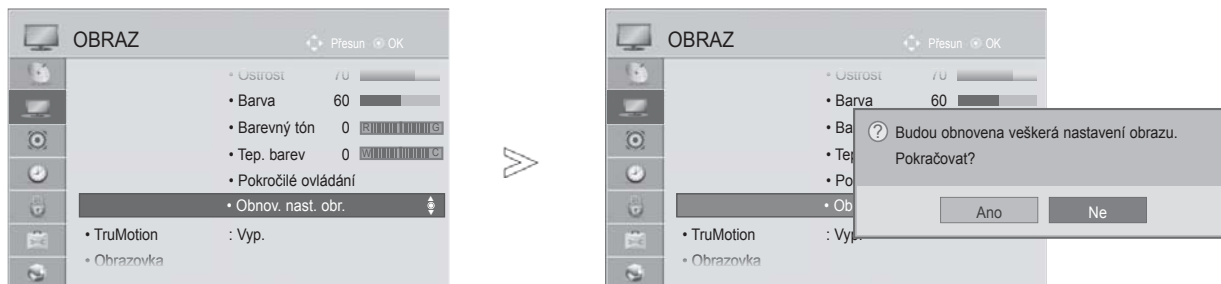 OBRAZ
Přesun OK
• Ostrost 70
• Barva 60
• Barevný tón 0 R G
• Tep. barev 0 W C
• Pokročilé ovládání
• Obnov. nast. obr.
• TruMotion : Vyp.
• Obrazovka
OBRAZ
Přesun OK
• Ostrost 70
• Barva 60
• Ba
• Tep
• Po
• Ob
• TruMotion : Vyp.
• Obrazovka
? Budou obnovena veškerá nastavení obrazu.
Pokračovat?
Ano Ne